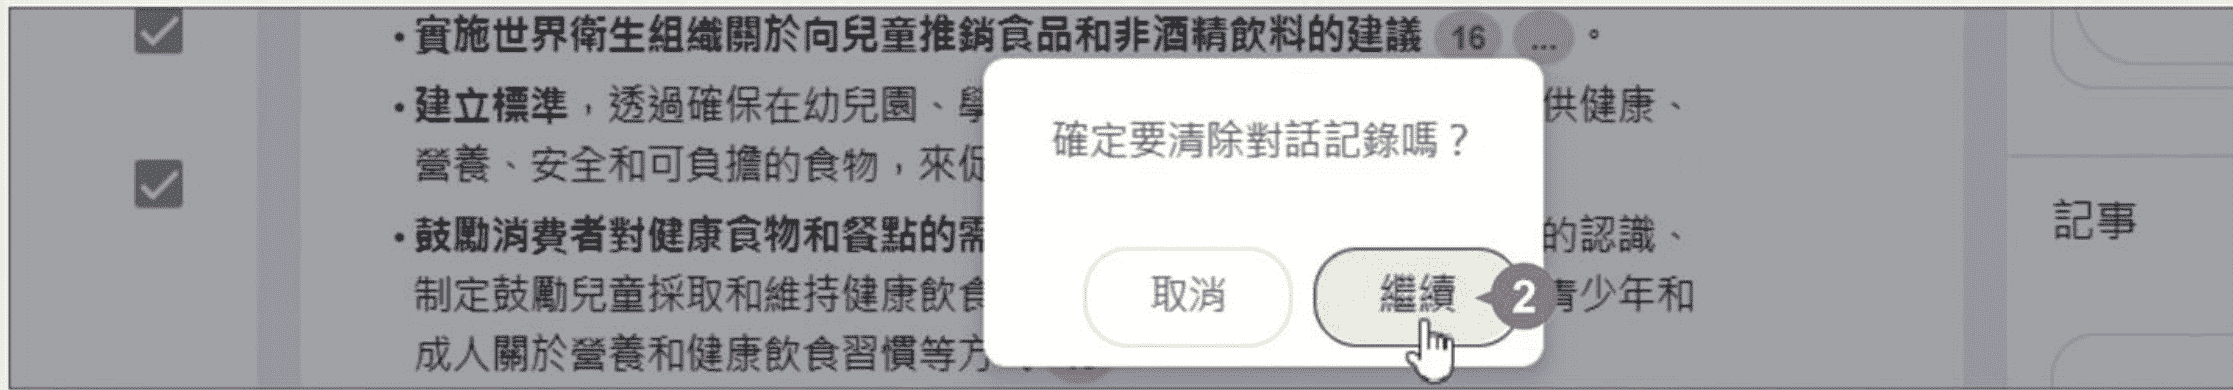 •實施世界衛生組織關於向兒童推銷食品和非酒精飲料的建議 16 ... 。
•建立標準，透過確保在幼兒園、學 供健康、
營養、安全和可負擔的食物，來促
•鼓勵消費者對健康食物和餐點的需 的認識、
制定鼓勵兒童採取和維持健康飲食 青少年和
成人關於營養和健康飲食習慣等方
確定要清除對話記錄嗎？
取消
繼續
2
記事